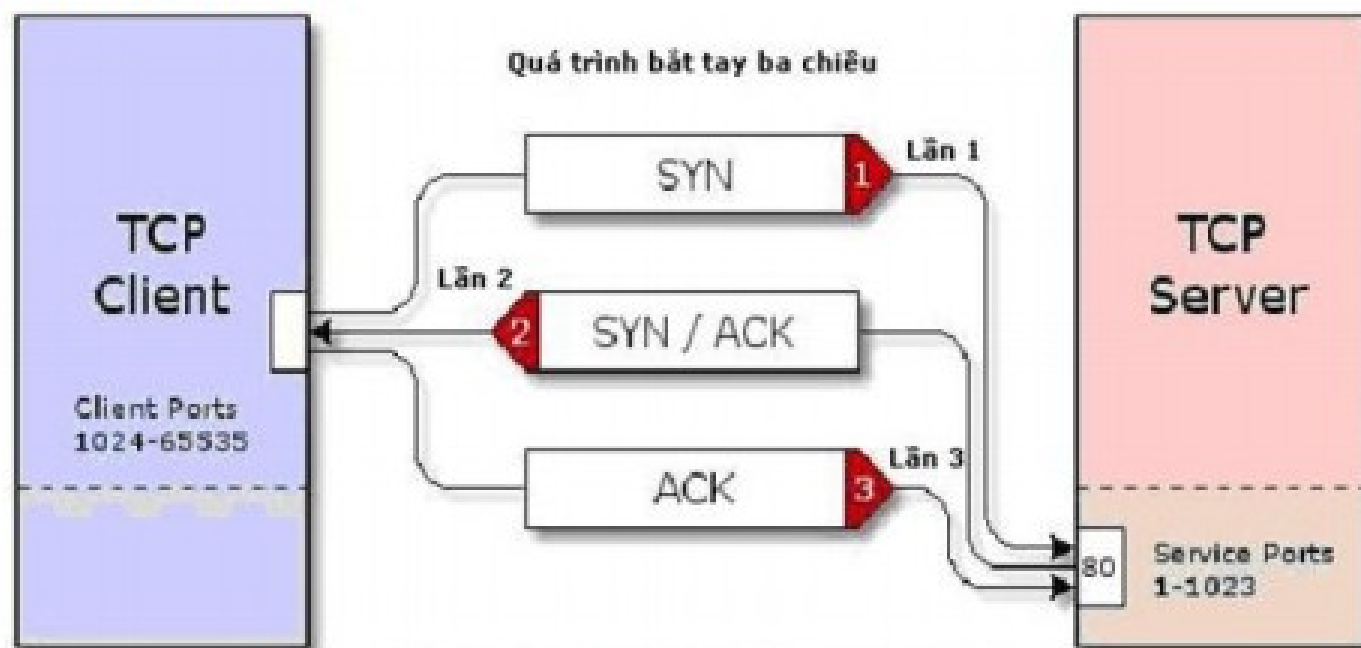 Quá trình bắt tay ba chiều
SYN
1
Lần 1
TCP
Client
Lần 2
2
SYN / ACK
TCP
Server
Client Ports
1024-65535
ACK
3
Lần 3
80
Service Ports
1-1023